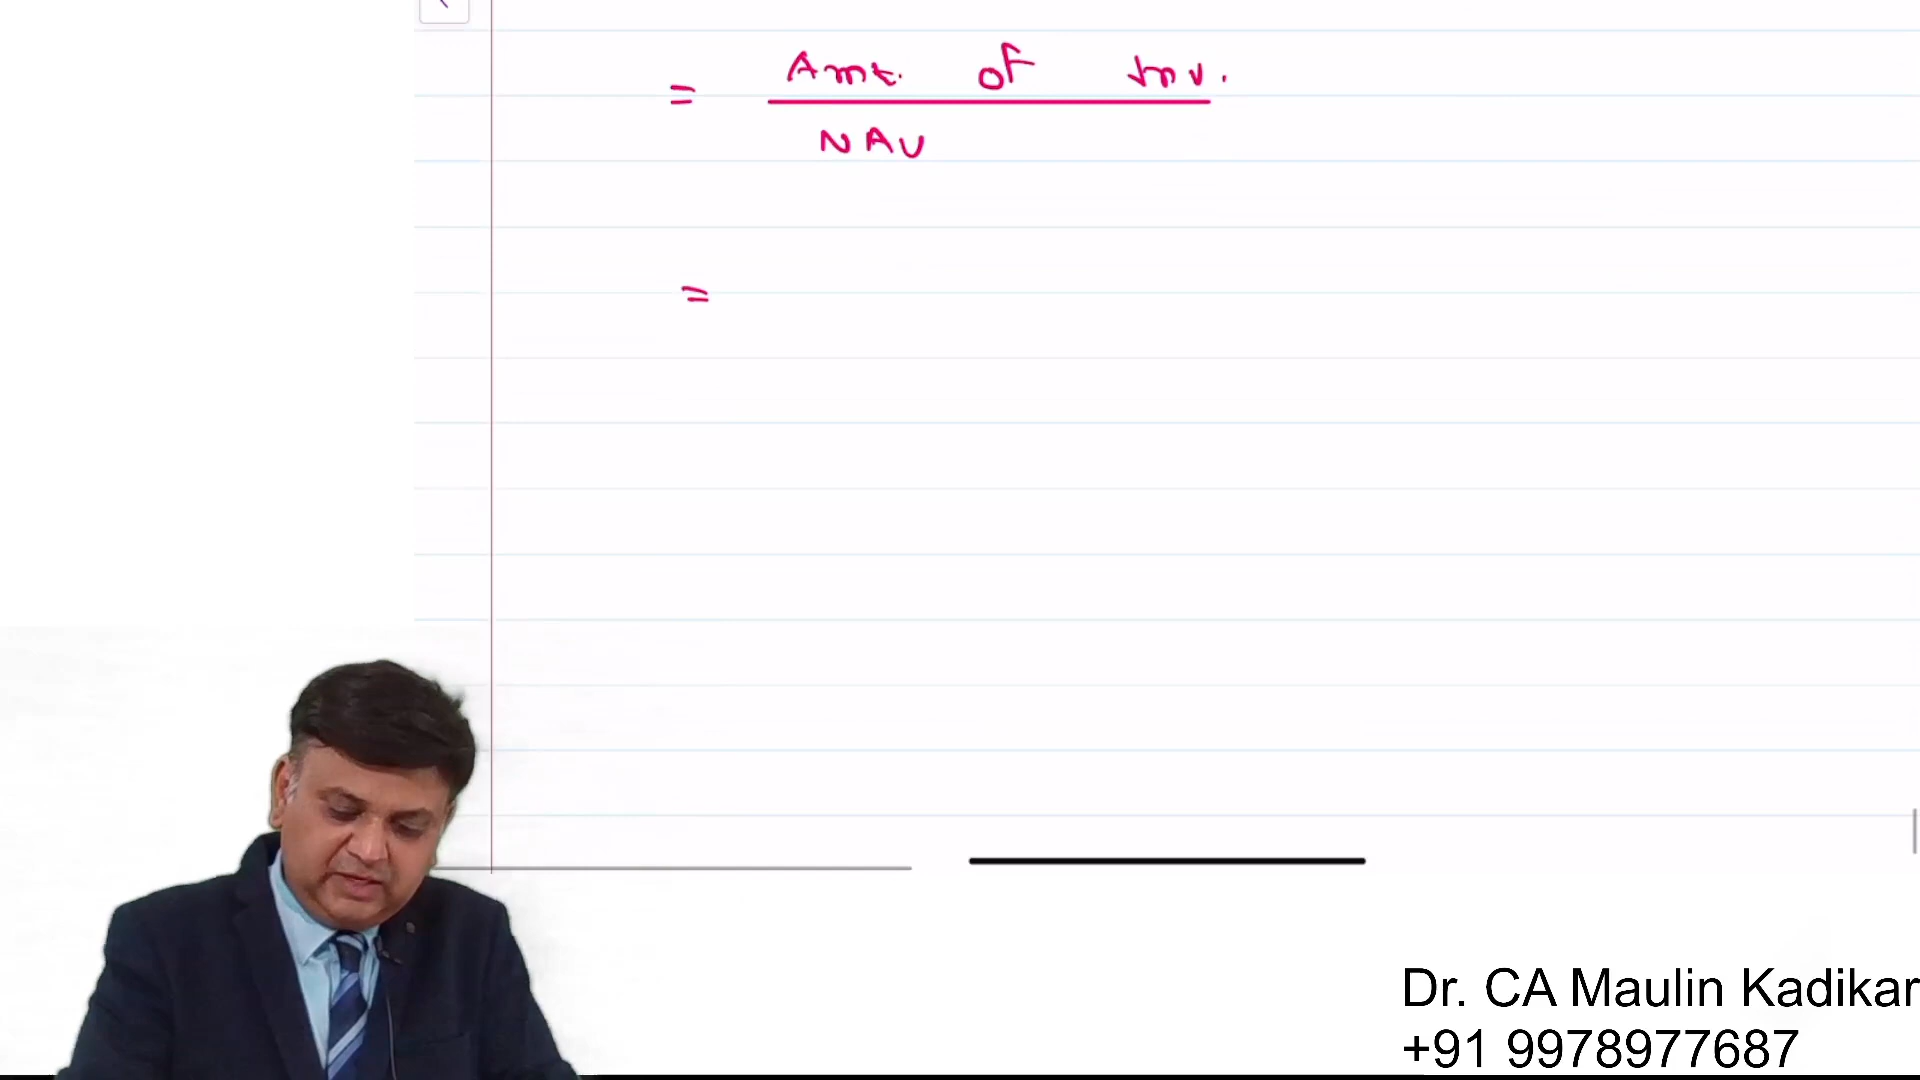 = Amt. of Inv.
NAV
=
Dr. CA Maulin Kadikar
+91 9978977687